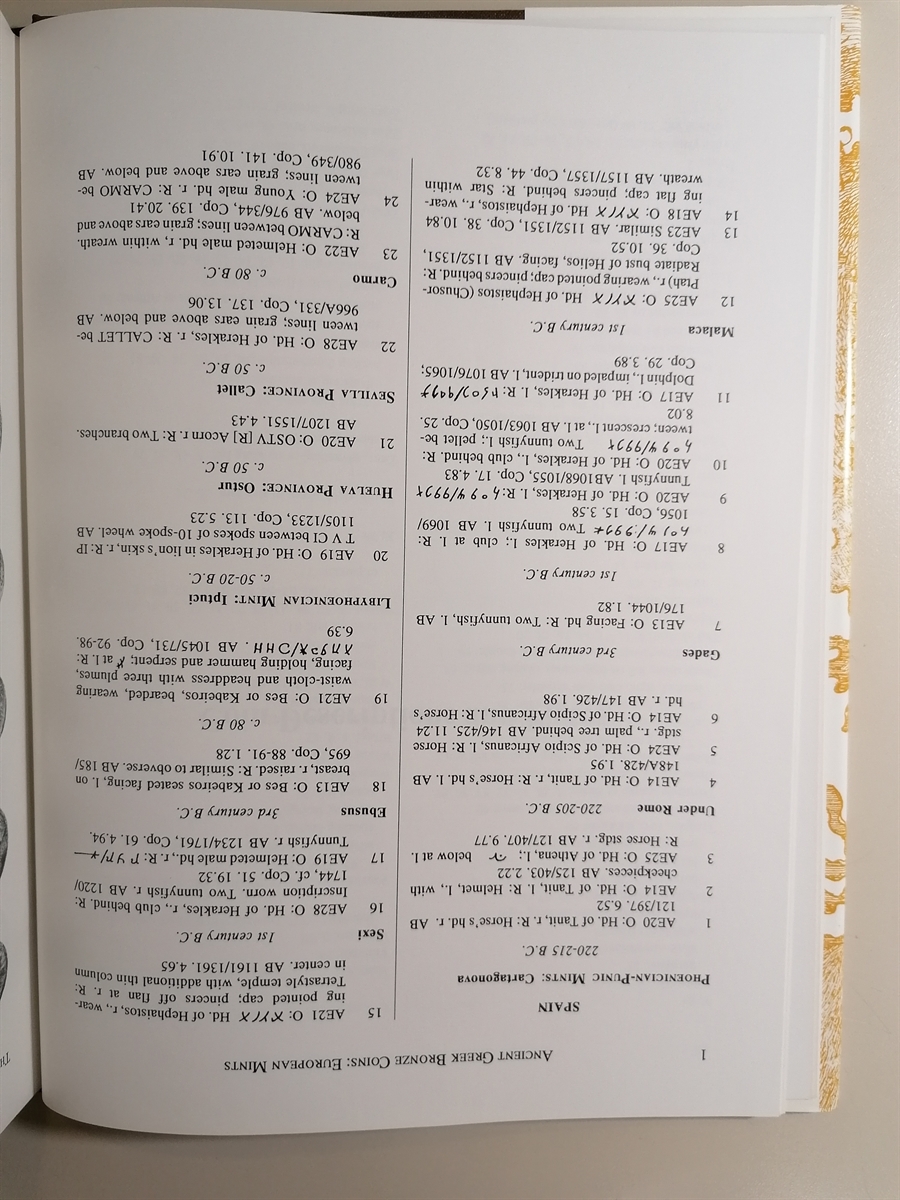 1
ANCIENT GREEK BRONZE COINS: EUROPEAN MINTS
SPAIN
PHOENICIAN-PUNIC MINTS: Cartagonova
220-215 B.C.
1 AE20 O: Hd. of Tanit, r. R: Horse's hd. r. AB
121/397. 6.52
2 AE14 O: Hd. of Tanit, l. R: Helmet, l., with
checkpieces. AB 125/403. 2.22
3 AE25 O: Hd. of Athena, l.; below at l.
R: Horse stdg. r. AB 127/407. 9.77
Under Rome 220-205 B.C.
4 AE14 O: Hd. of Tanit, r. R: Horse's hd. l. AB
148A/428. 1.95
5 AE24 O: Hd. of Scipio Africanus, l. R: Horse
stdg. r., palm tree behind. AB 146/425. 11.24
6 AE14 O: Hd. of Scipio Africanus, l. R: Horse's
hd. r. AB 147/426. 1.98
Gades 3rd century B.C.
7 AE13 O: Facing hd. R: Two tunnyfish, l. AB
176/1044. 1.82
1st century B.C.
8 AE17 O: Hd. of Herakles l.; club at l. R:
Two tunnyfish l. AB 1069/
1056, Cop. 15. 3.58
9 AE20 O: Hd. of Herakles, l. R:
Tunnyfish l. AB1068/1055, Cop. 17. 4.83
10 AE20 O: Hd. of Herakles, l., club behind. R:
Two tunnyfish l.; pellet be-
tween; crescent l., at l. AB 1063/1050, Cop. 25.
8.02
11 AE17 O: Hd. of Herakles, l. R:
Dolphin l., impaled on trident, l. AB 1076/1065;
Cop. 29. 3.89
Malaca 1st century B.C.
12 AE25 O: Hd. of Hephaistos (Chusor-
Ptah) r., wearing pointed cap; pincers behind. R:
Radiate bust of Helios, facing. AB 1152/1351,
Cop. 36. 10.52
13 AE23 Similar. AB 1152/1351, Cop. 38. 10.84
14 AE18 O: Hd. of Hephaistos, r., wear-
ing flat cap; pincers behind. R: Star within
wreath. AB 1157/1357, Cop. 44. 8.32
15 AE21 O: Hd. of Hephaistos, r., wear-
ing pointed cap; pincers off flan at r. R:
Tetrastyle temple, with additional thin column
in center. AB 1161/1361. 4.65
Sexi 1st century B.C.
16 AE28 O: Hd. of Herakles, r., club behind. R:
Inscription worn. Two tunnyfish r. AB 1220/
1744, cf. Cop. 51. 19.32
17 AE19 O: Helmeted male hd., r. R:
Tunnyfish r. AB 1234/1761, Cop. 61. 4.94.
Ebusus 3rd century B.C.
18 AE13 O: Bes or Kabeiros seated facing, l. on
breast, r. raised. R: Similar to obverse. AB 185/
695, Cop. 88-91. 1.28
c. 80 B.C.
19 AE21 O: Bes or Kabeiros, bearded, wearing
waist-cloth and headdress with three plumes,
facing, holding hammer and serpent; at l. R:
. AB 1045/731, Cop. 92-98.
6.39
LIBYPHOENICIAN MINT: Iptuci
c. 50-20 B.C.
20 AE19 O: Hd. of Herakles in lion's skin, r. R: IP
T V CI between spokes of 10-spoke wheel. AB
1105/1233, Cop. 113. 5.23
HUELVA PROVINCE: Ostur
c. 50 B.C.
21 AE20 O: OSTV [R] Acorn r. R: Two branches.
AB 1207/1551. 4.43
SEVILLA PROVINCE: Callet
c. 50 B.C.
22 AE28 O: Hd. of Herakles, r. R: CALLET be-
tween lines; grain ears above and below. AB
966A/331, Cop. 137. 13.06
Carmo c. 80 B.C.
23 AE22 O: Helmeted male hd. r, within wreath.
R: CARMO between lines; grain ears above and
below. AB 976/344, Cop. 139. 20.41
24 AE24 O: Young male hd. r. R: CARMO be-
tween lines; grain ears above and below. AB
980/349, Cop. 141. 10.91